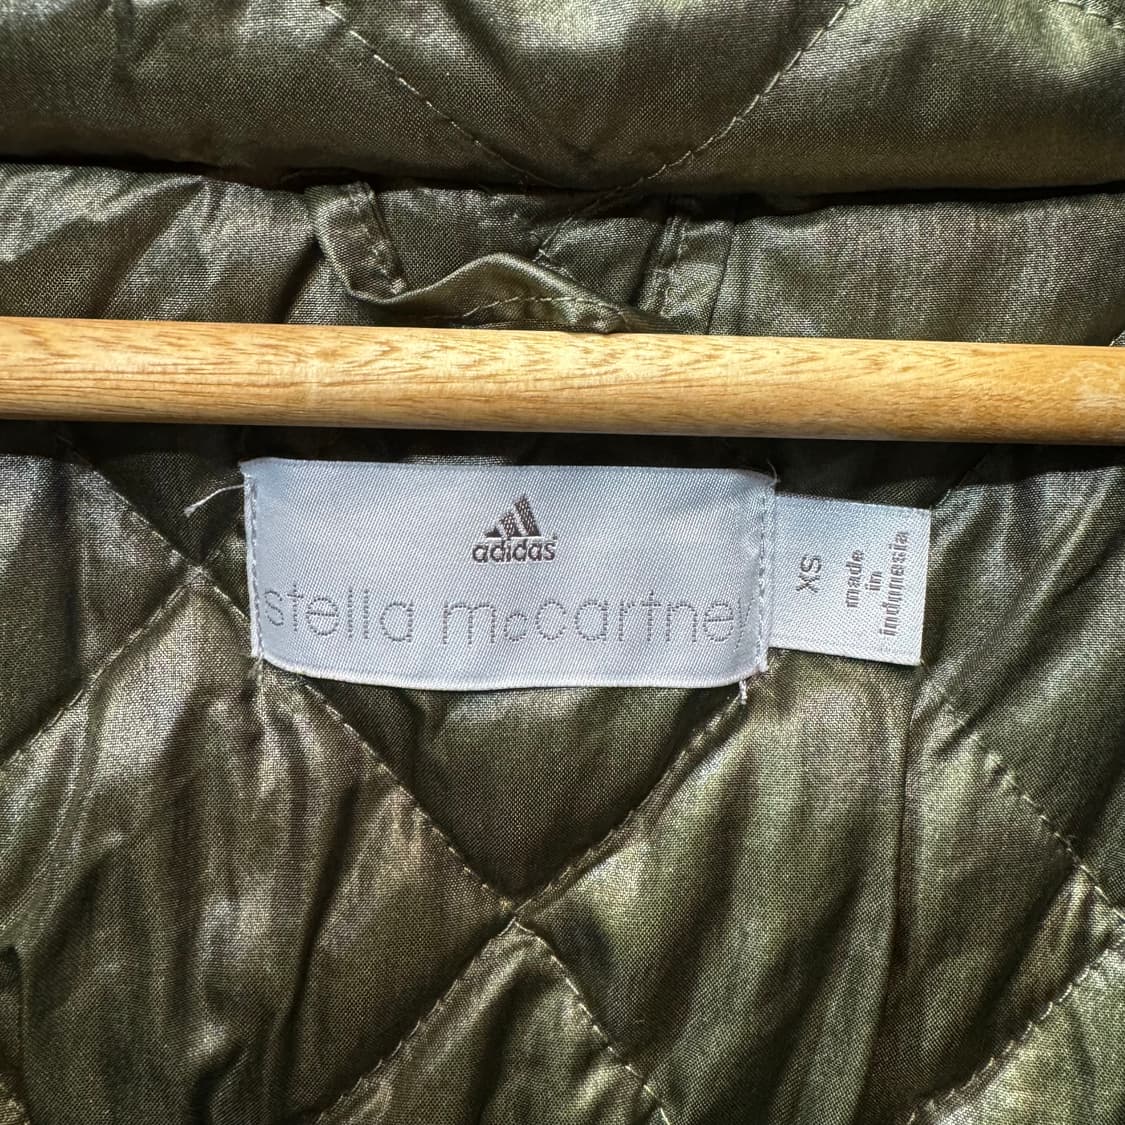 adidas
stella mccartney
XS
made
in
indonesia